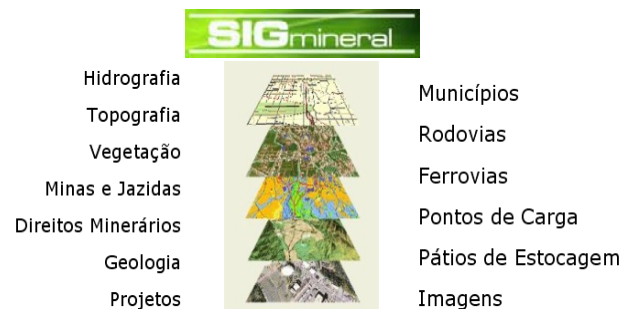 SIGmineral
Hidrografia
Topografia
Vegetação
Minas e Jazidas
Direitos Minerários
Geologia
Projetos
Municípios
Rodovias
Ferrovias
Pontos de Carga
Pátios de Estocagem
Imagens